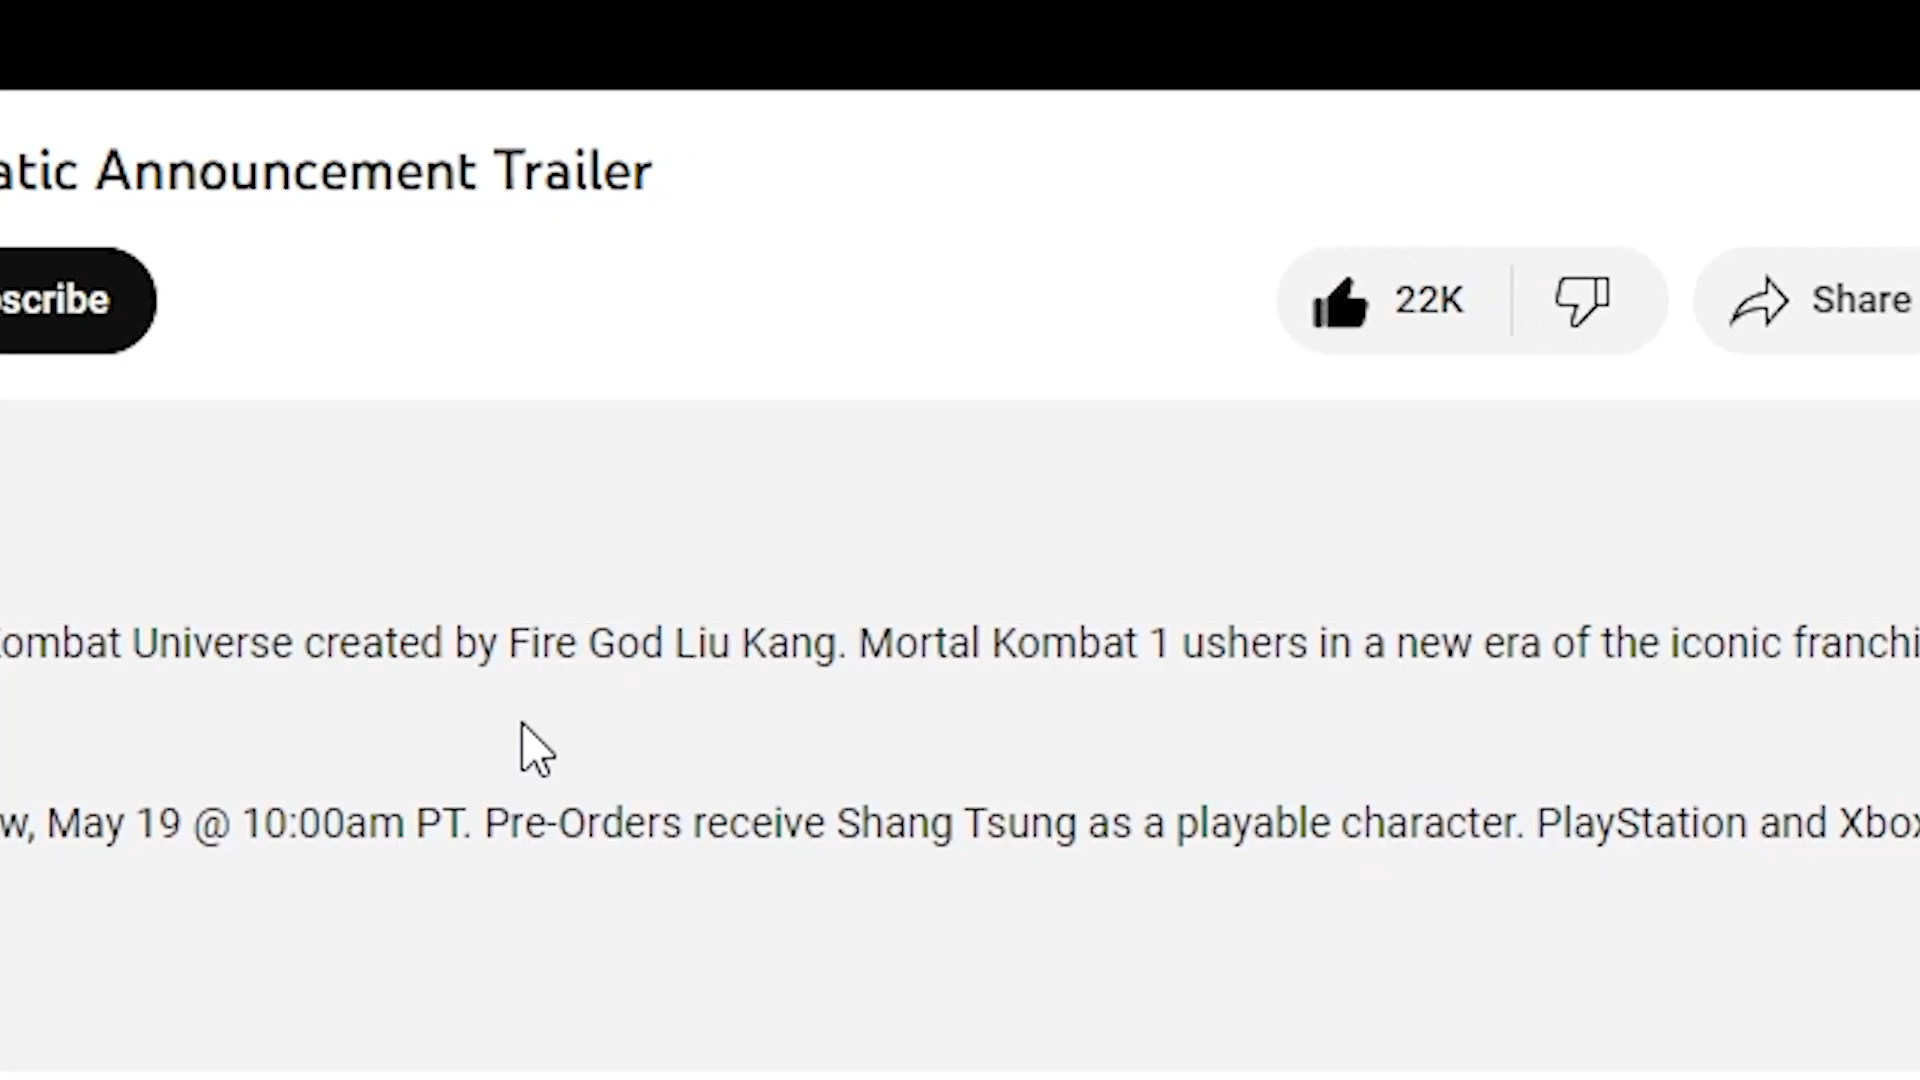 atic Announcement Trailer
scribe
22K
Share
ombat Universe created by Fire God Liu Kang. Mortal Kombat 1 ushers in a new era of the iconic franchi
w, May 19 @ 10:00am PT. Pre-Orders receive Shang Tsung as a playable character. PlayStation and Xbox